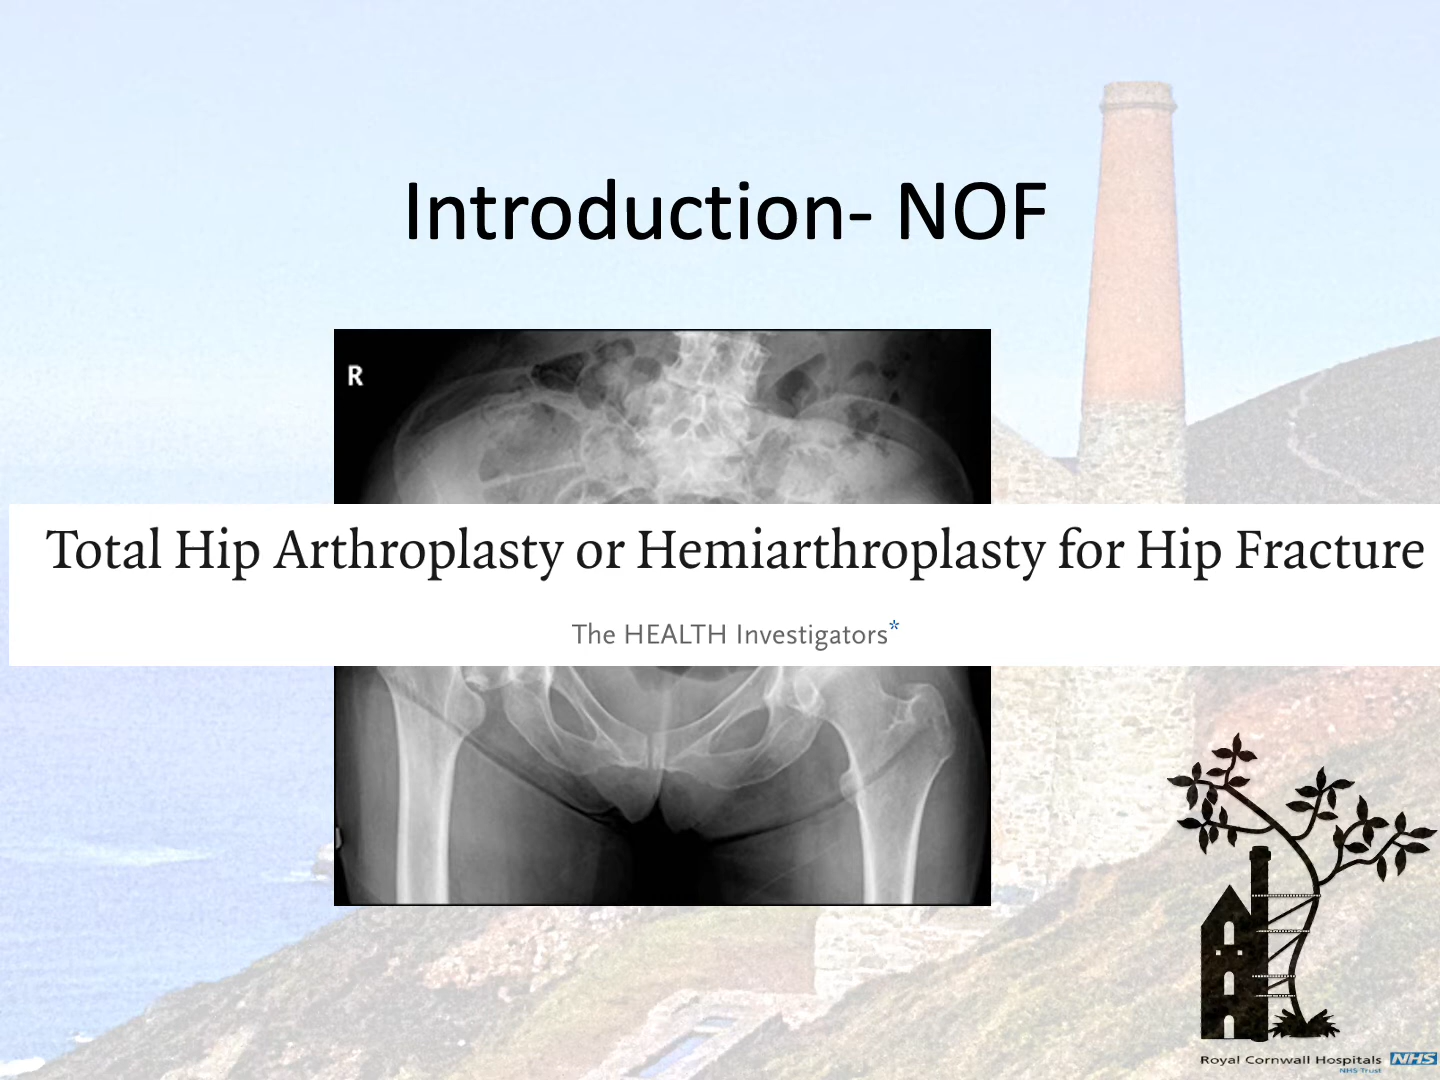 Introduction- NOF
R
Total Hip Arthroplasty or Hemiarthroplasty for Hip Fracture
The HEALTH Investigators*
Royal Cornwall Hospitals NHS
NHS Trust